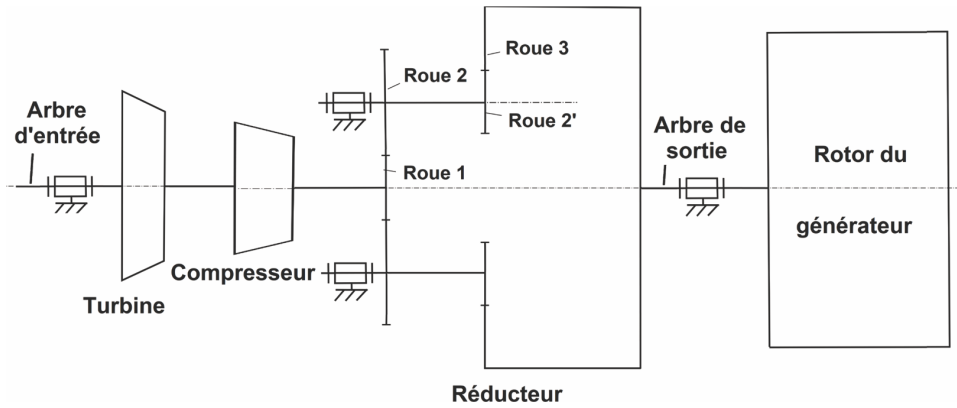 Roue 3
Roue 2
Arbre
d'entrée
Roue 2'
Arbre de
sortie
Rotor du
générateur
Roue 1
Compresseur
Turbine
Réducteur